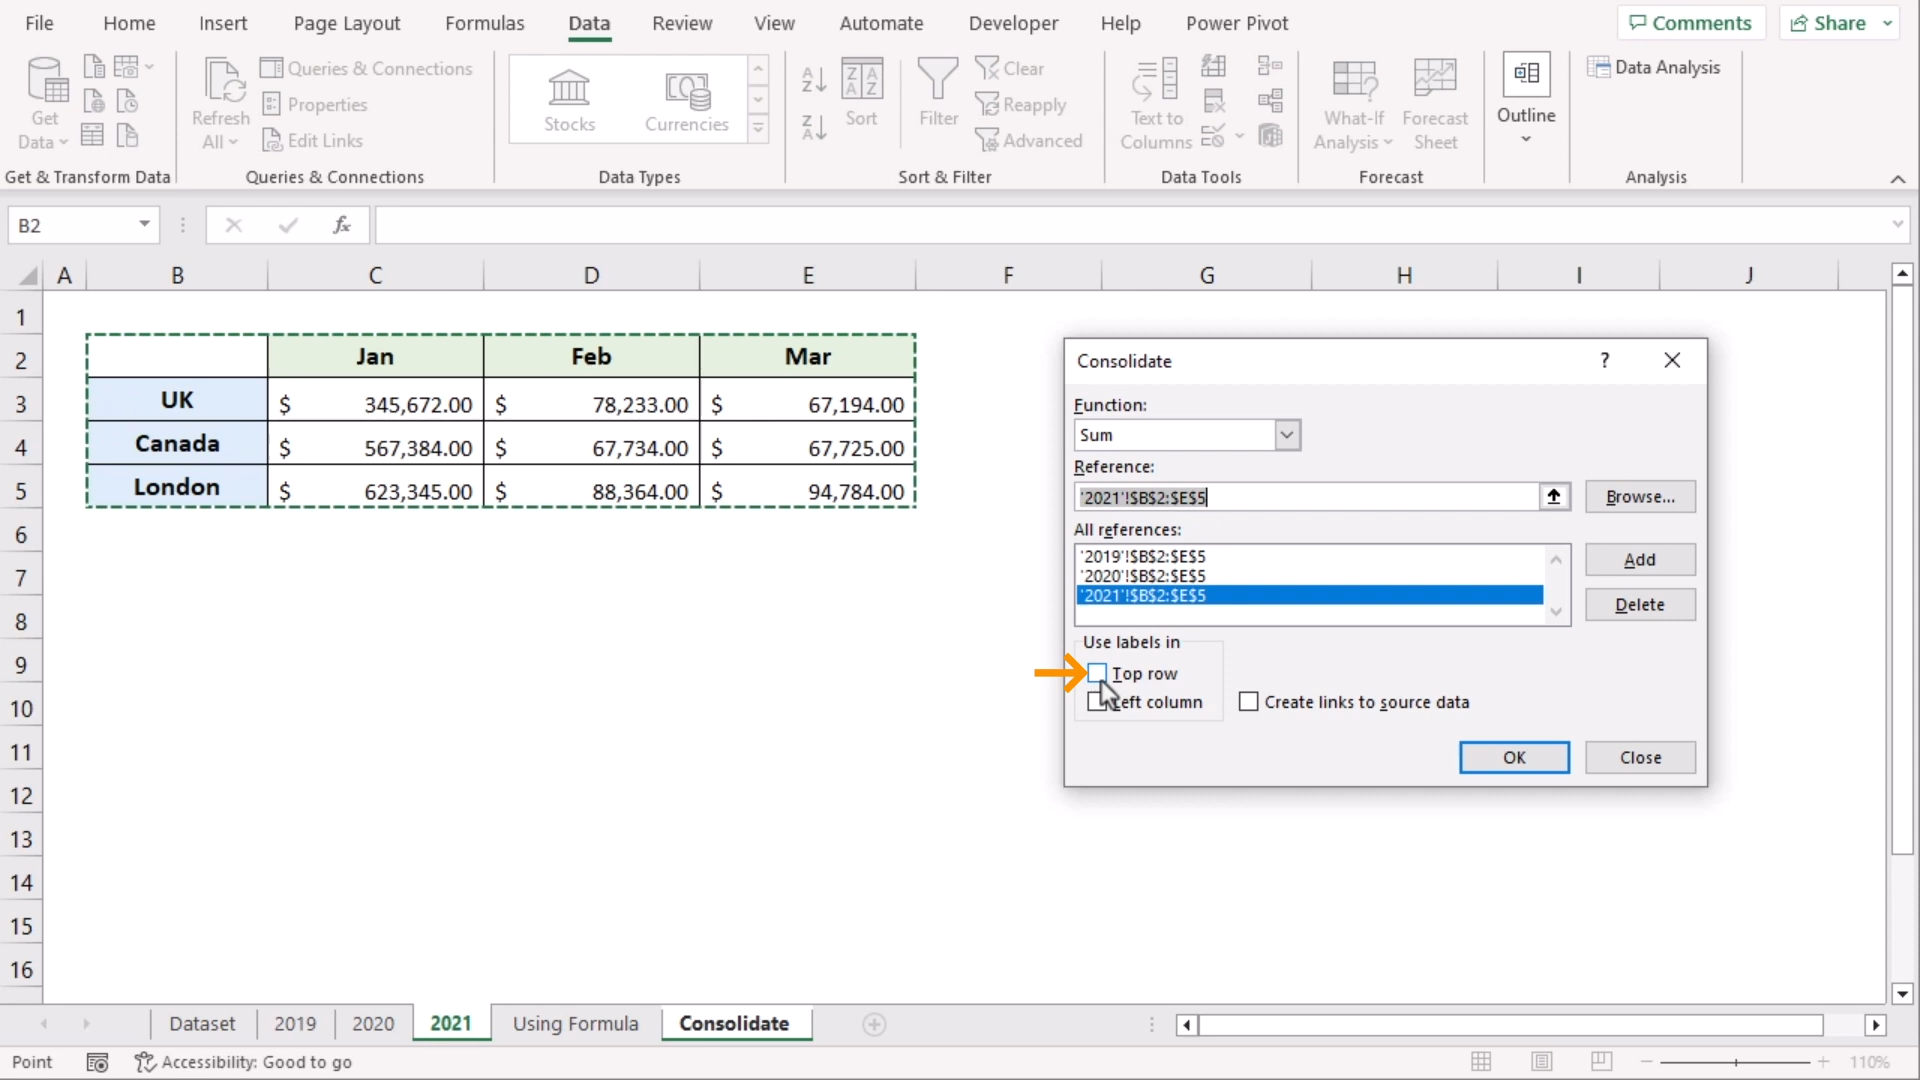 File Home Insert Page Layout Formulas Data Review View Automate Developer Help Power Pivot Comments Share
Get Data
Refresh All
Queries & Connections
Properties
Edit Links
Stocks
Currencies
Sort
Filter
Clear
Reapply
Advanced
Text to Columns
What-If Analysis
Forecast Sheet
Outline
Data Analysis
Get & Transform Data Queries & Connections Data Types Sort & Filter Data Tools Forecast Analysis
B2 fx
A B C D E F G H I J
1
2 Jan Feb Mar
3 UK $ 345,672.00 $ 78,233.00 $ 67,194.00
4 Canada $ 567,384.00 $ 67,734.00 $ 67,725.00
5 London $ 623,345.00 $ 88,364.00 $ 94,784.00
6
7
8
9
10
11
12
13
14
15
16
Consolidate ?
Function:
Sum
Reference:
'2021'!$B$2:$E$5 Browse...
All references:
'2019'!$B$2:$E$5
'2020'!$B$2:$E$5
'2021'!$B$2:$E$5
Add
Delete
Use labels in
Top row
Left column Create links to source data
OK Close
Dataset 2019 2020 2021 Using Formula Consolidate
Point Accessibility: Good to go 110%